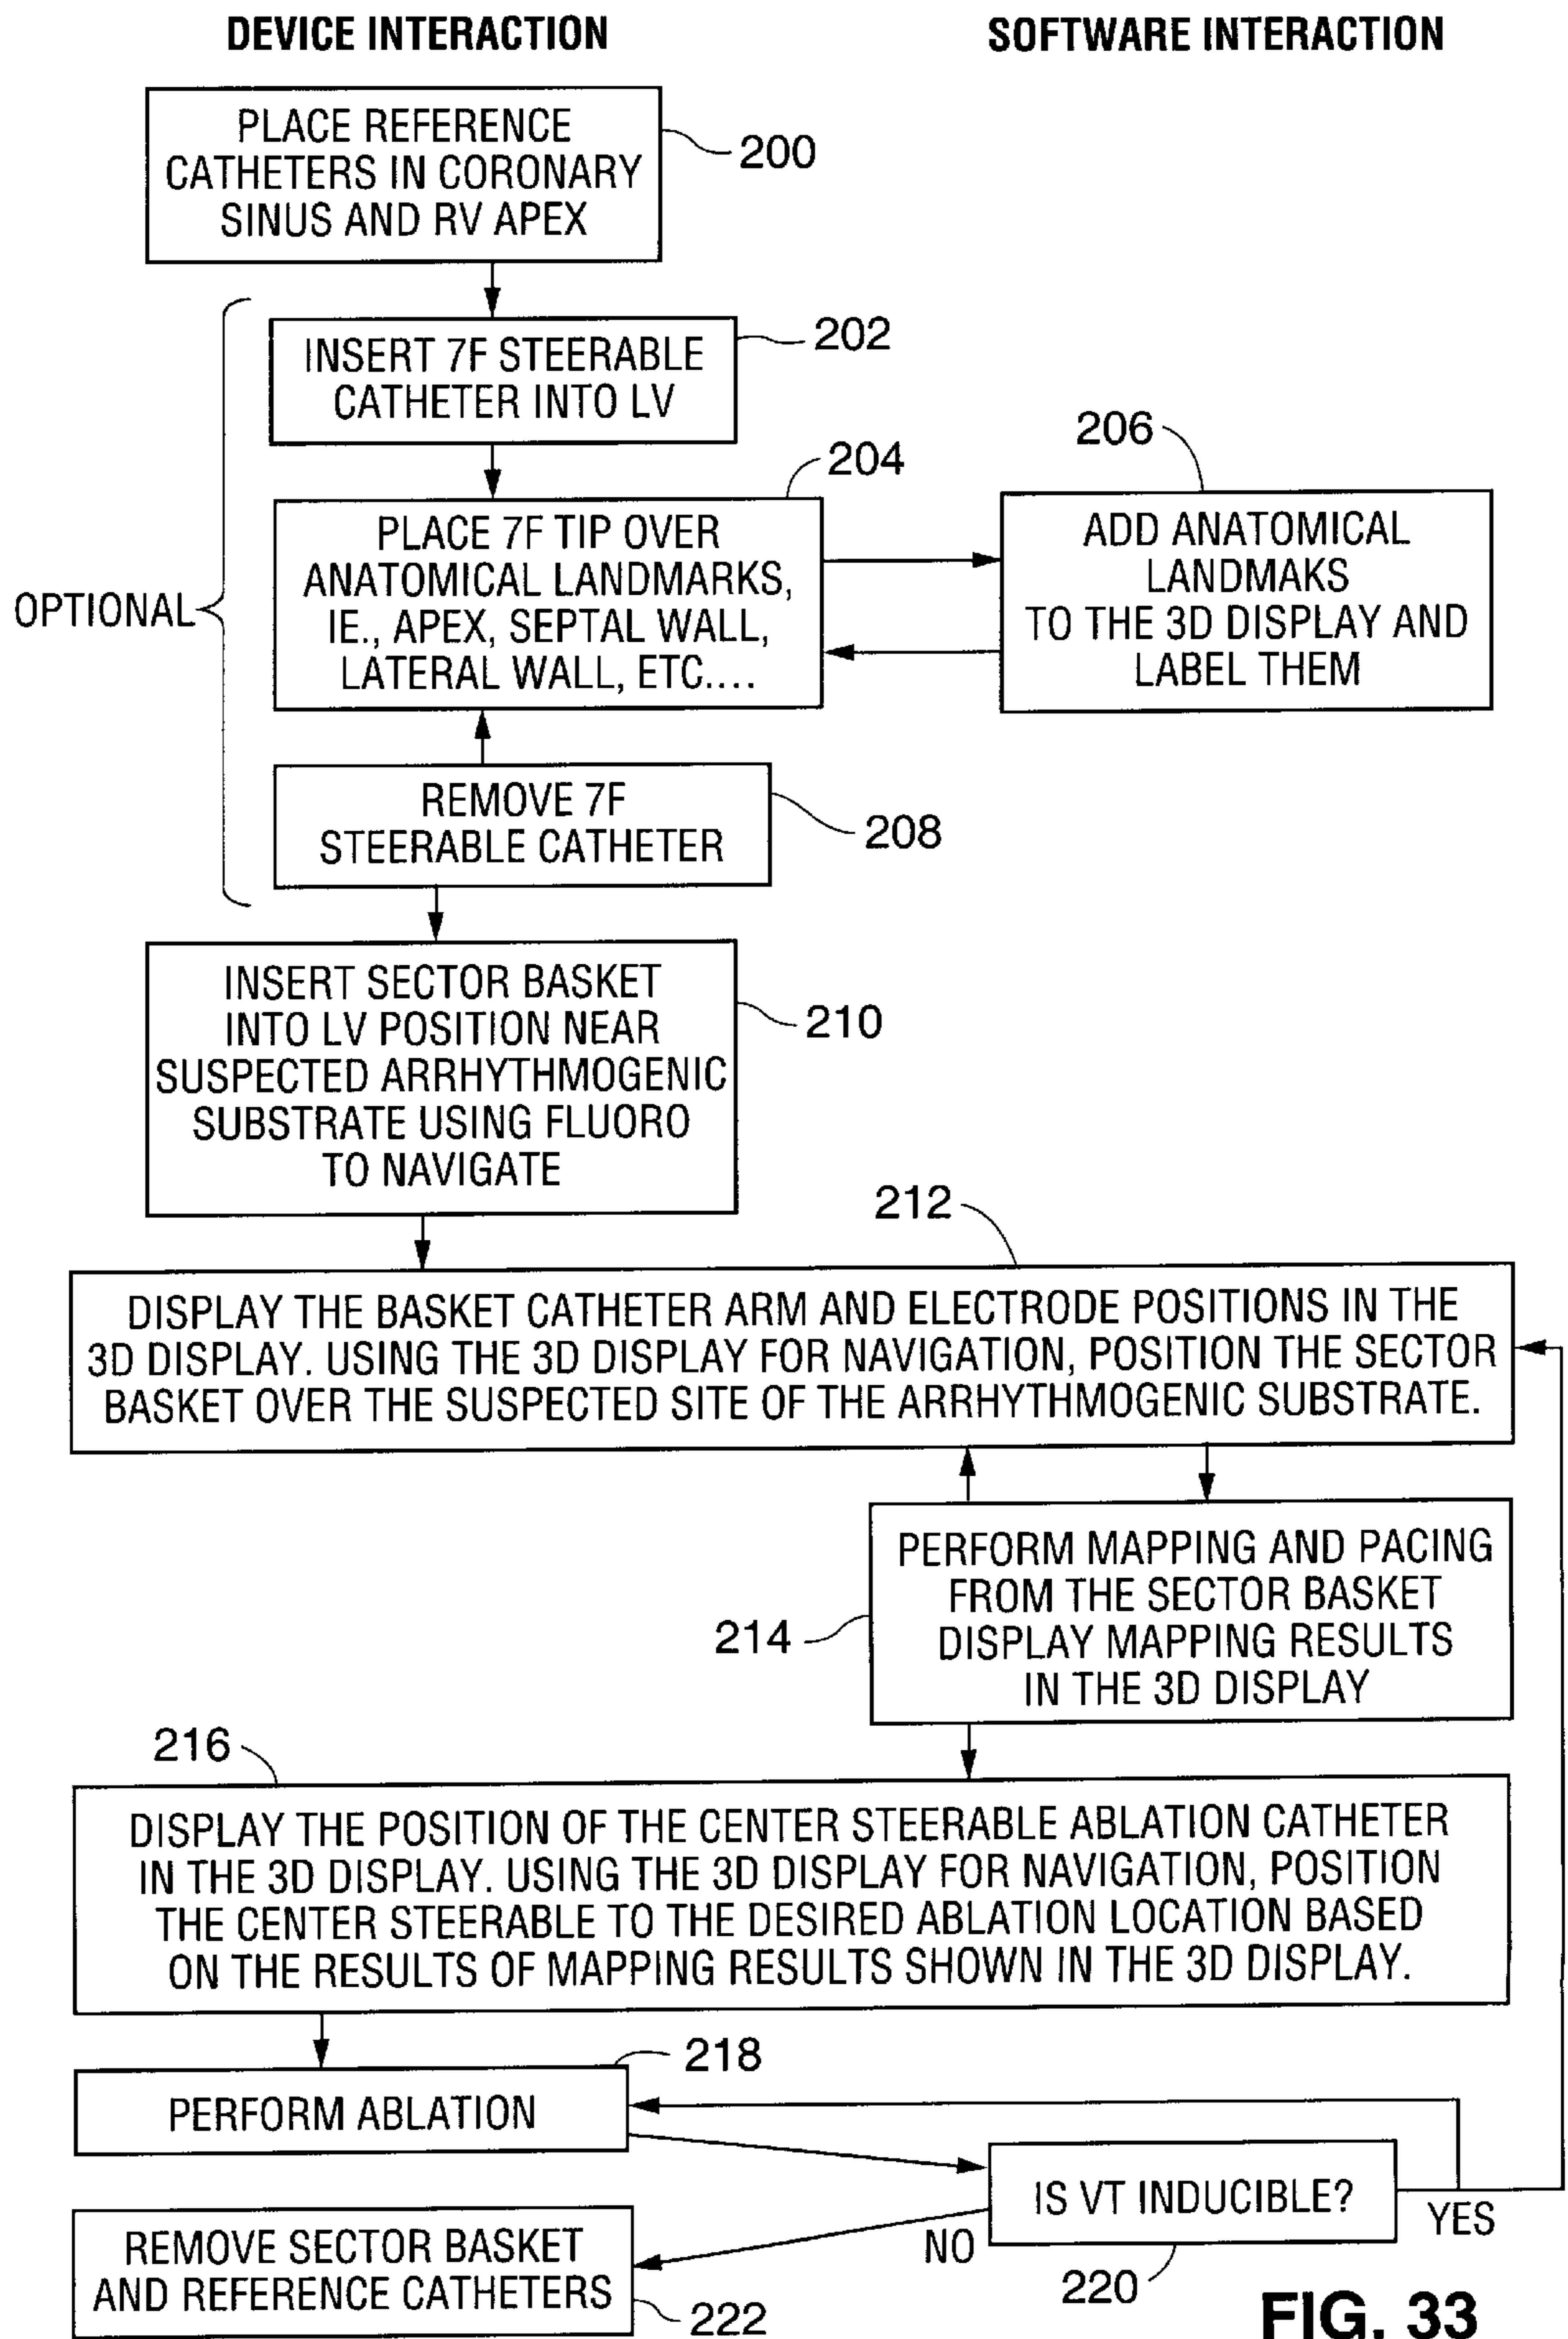 DEVICE INTERACTION
SOFTWARE INTERACTION
PLACE REFERENCE
CATHETERS IN CORONARY
SINUS AND RV APEX
200
INSERT 7F STEERABLE
CATHETER INTO LV
202
OPTIONAL
PLACE 7F TIP OVER
ANATOMICAL LANDMARKS,
IE., APEX, SEPTAL WALL,
LATERAL WALL, ETC....
204
206
ADD ANATOMICAL
LANDMAKS
TO THE 3D DISPLAY AND
LABEL THEM
REMOVE 7F
STEERABLE CATHETER
208
INSERT SECTOR BASKET
INTO LV POSITION NEAR
SUSPECTED ARRHYTHMOGENIC
SUBSTRATE USING FLUORO
TO NAVIGATE
210
212
DISPLAY THE BASKET CATHETER ARM AND ELECTRODE POSITIONS IN THE
3D DISPLAY. USING THE 3D DISPLAY FOR NAVIGATION, POSITION THE SECTOR
BASKET OVER THE SUSPECTED SITE OF THE ARRHYTHMOGENIC SUBSTRATE.
PERFORM MAPPING AND PACING
FROM THE SECTOR BASKET
DISPLAY MAPPING RESULTS
IN THE 3D DISPLAY
214
216
DISPLAY THE POSITION OF THE CENTER STEERABLE ABLATION CATHETER
IN THE 3D DISPLAY. USING THE 3D DISPLAY FOR NAVIGATION, POSITION
THE CENTER STEERABLE TO THE DESIRED ABLATION LOCATION BASED
ON THE RESULTS OF MAPPING RESULTS SHOWN IN THE 3D DISPLAY.
218
PERFORM ABLATION
IS VT INDUCIBLE?
YES
NO
220
REMOVE SECTOR BASKET
AND REFERENCE CATHETERS
222
FIG. 33